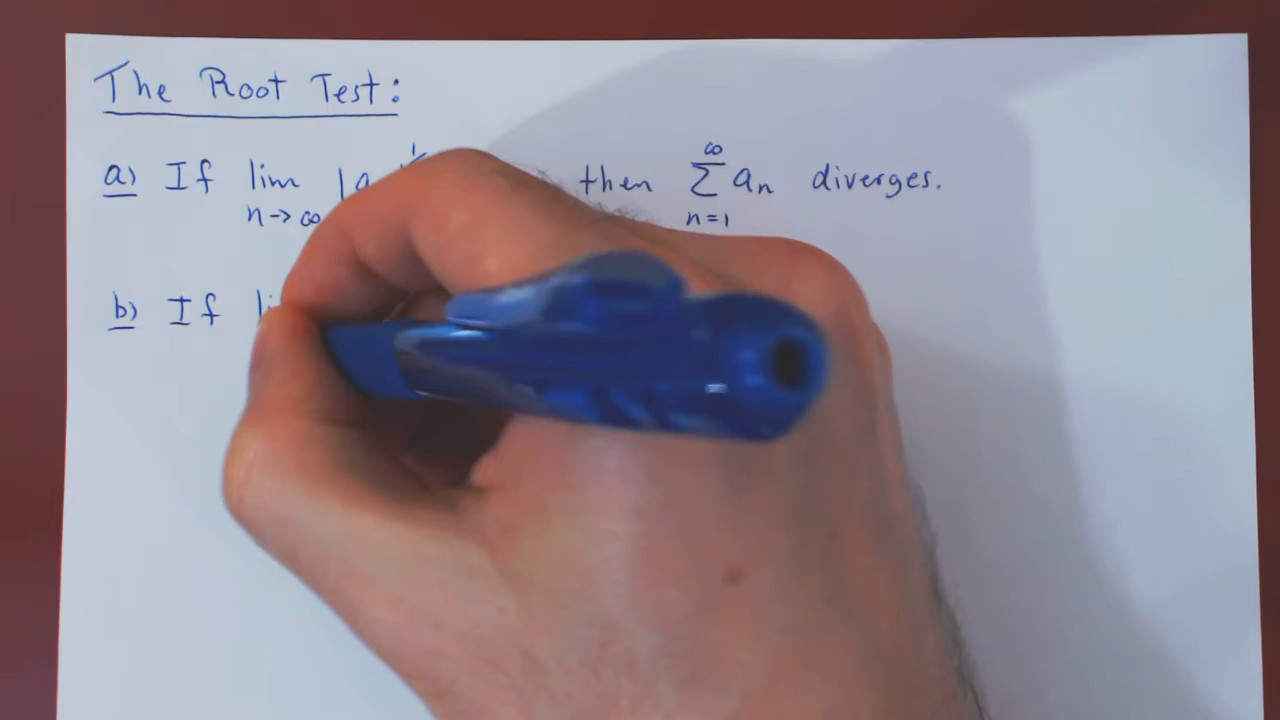 The Root Test:
a) If lim |a then ∞ Σ aₙ diverges.
n→∞ n=1
b) If